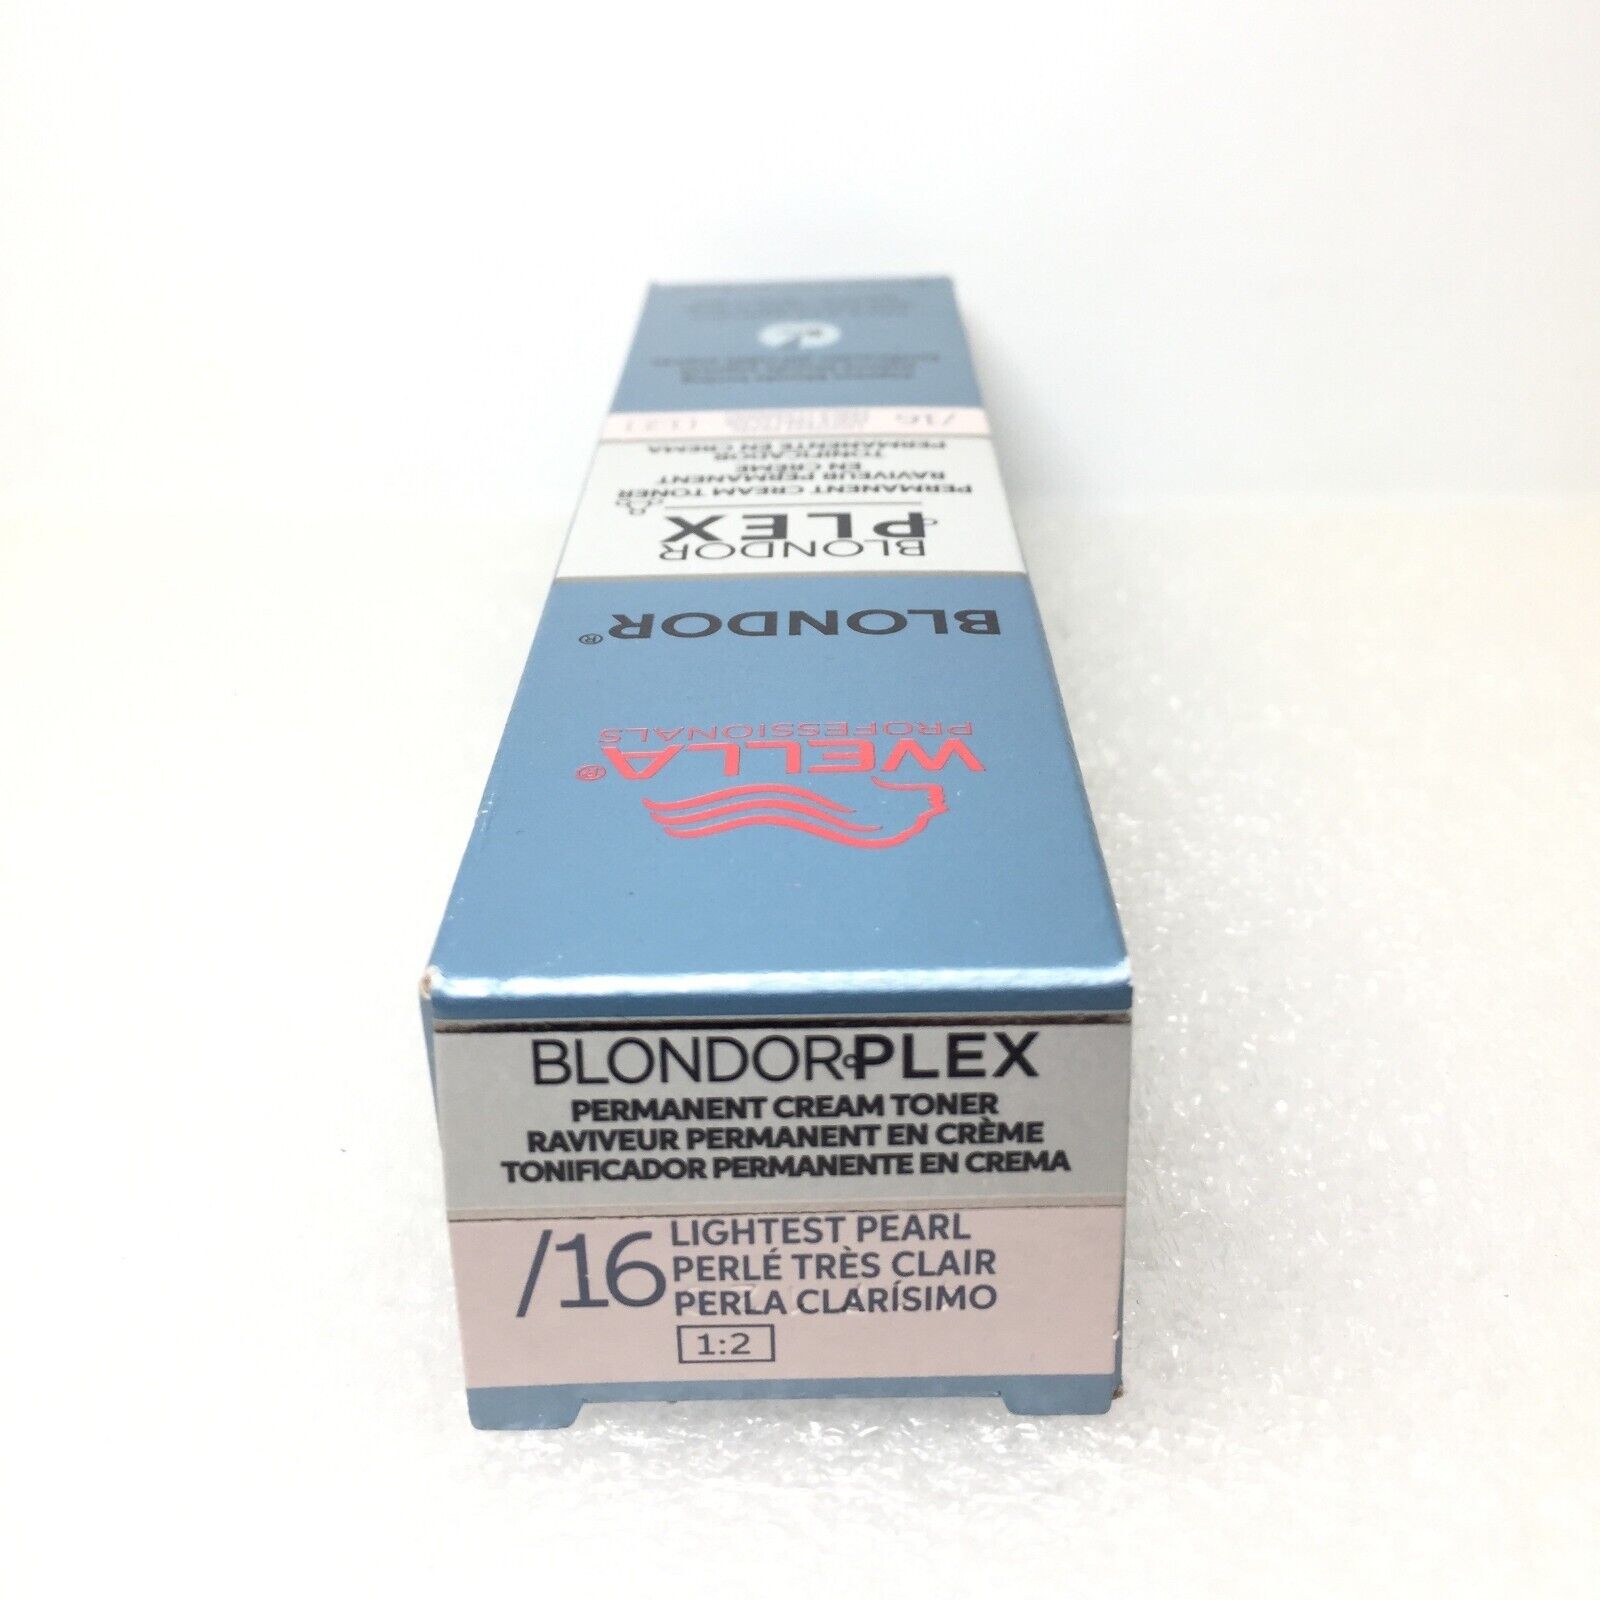 BLONDORPLEX
PERMANENT CREAM TONER
RAVIVEUR PERMANENT EN CRÈME
TONIFICADOR PERMANENTE EN CREMA
/16 LIGHTEST PEARL
PERLÉ TRÈS CLAIR
PERLA CLARÍSIMO
1:2
WELLA®
PROFESSIONALS
BLONDOR®
BLONDOR
PLEX
PERMANENT CREAM TONER
RAVIVEUR PERMANENT
EN CRÈME
TONIFICADOR
PERMANENTE EN CREMA
/16